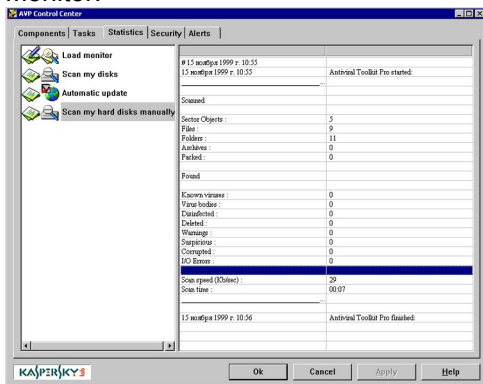 AVP Control Center
Components Tasks Statistics Security Alerts
Load monitor
Scan my disks
Automatic update
Scan my hard disks manually
# 15 ноября 1999 г. 10:55
15 ноября 1999 г. 10:55 Antiviral Toolkit Pro started:
Scanned
Sector Objects : 5
Files : 9
Folders : 11
Archives : 0
Packed : 0
Found
Known viruses : 0
Virus bodies : 0
Disinfected : 0
Deleted : 0
Warnings : 0
Suspicious : 0
Corrupted : 0
I/O Errors : 0
Scan speed (Kb/sec) : 29
Scan time : 00:07
15 ноября 1999 г. 10:56 Antiviral Toolkit Pro finished:
KASPERSKY
Ok Cancel Apply Help